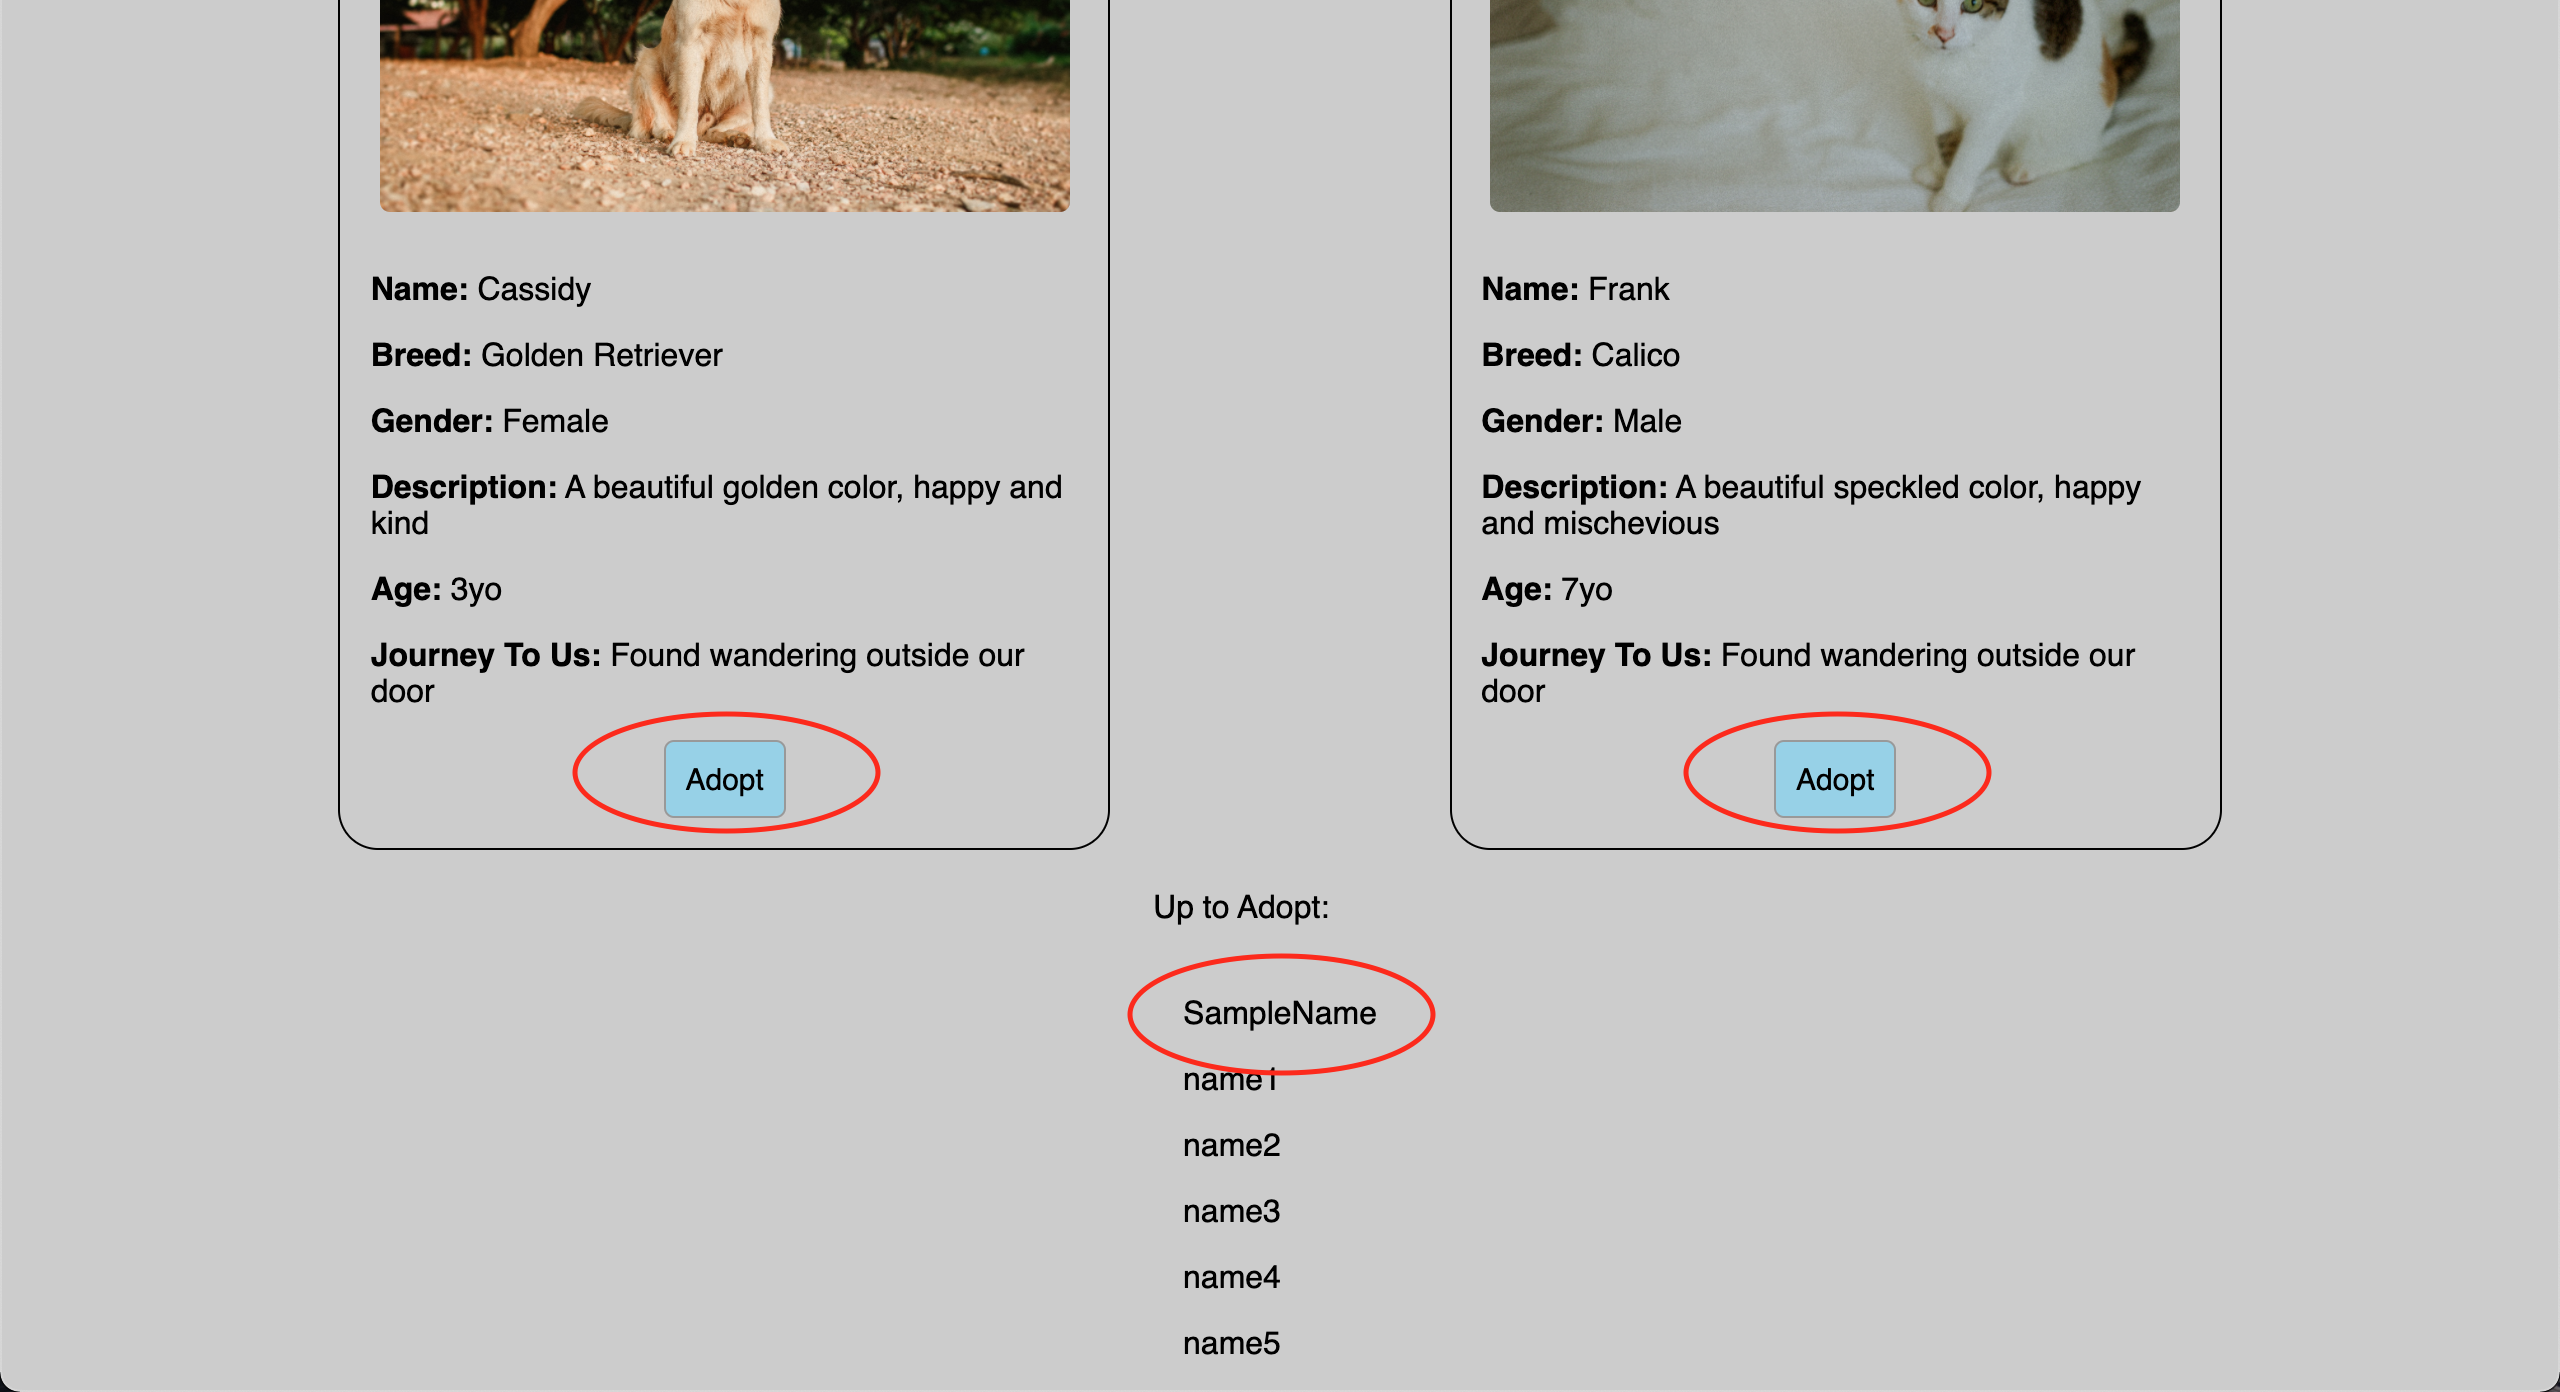 Name: Cassidy
Breed: Golden Retriever
Gender: Female
Description: A beautiful golden color, happy and
kind
Age: 3yo
Journey To Us: Found wandering outside our
door
Adopt
Name: Frank
Breed: Calico
Gender: Male
Description: A beautiful speckled color, happy
and mischevious
Age: 7yo
Journey To Us: Found wandering outside our
door
Adopt
Up to Adopt:
SampleName
name1
name2
name3
name4
name5